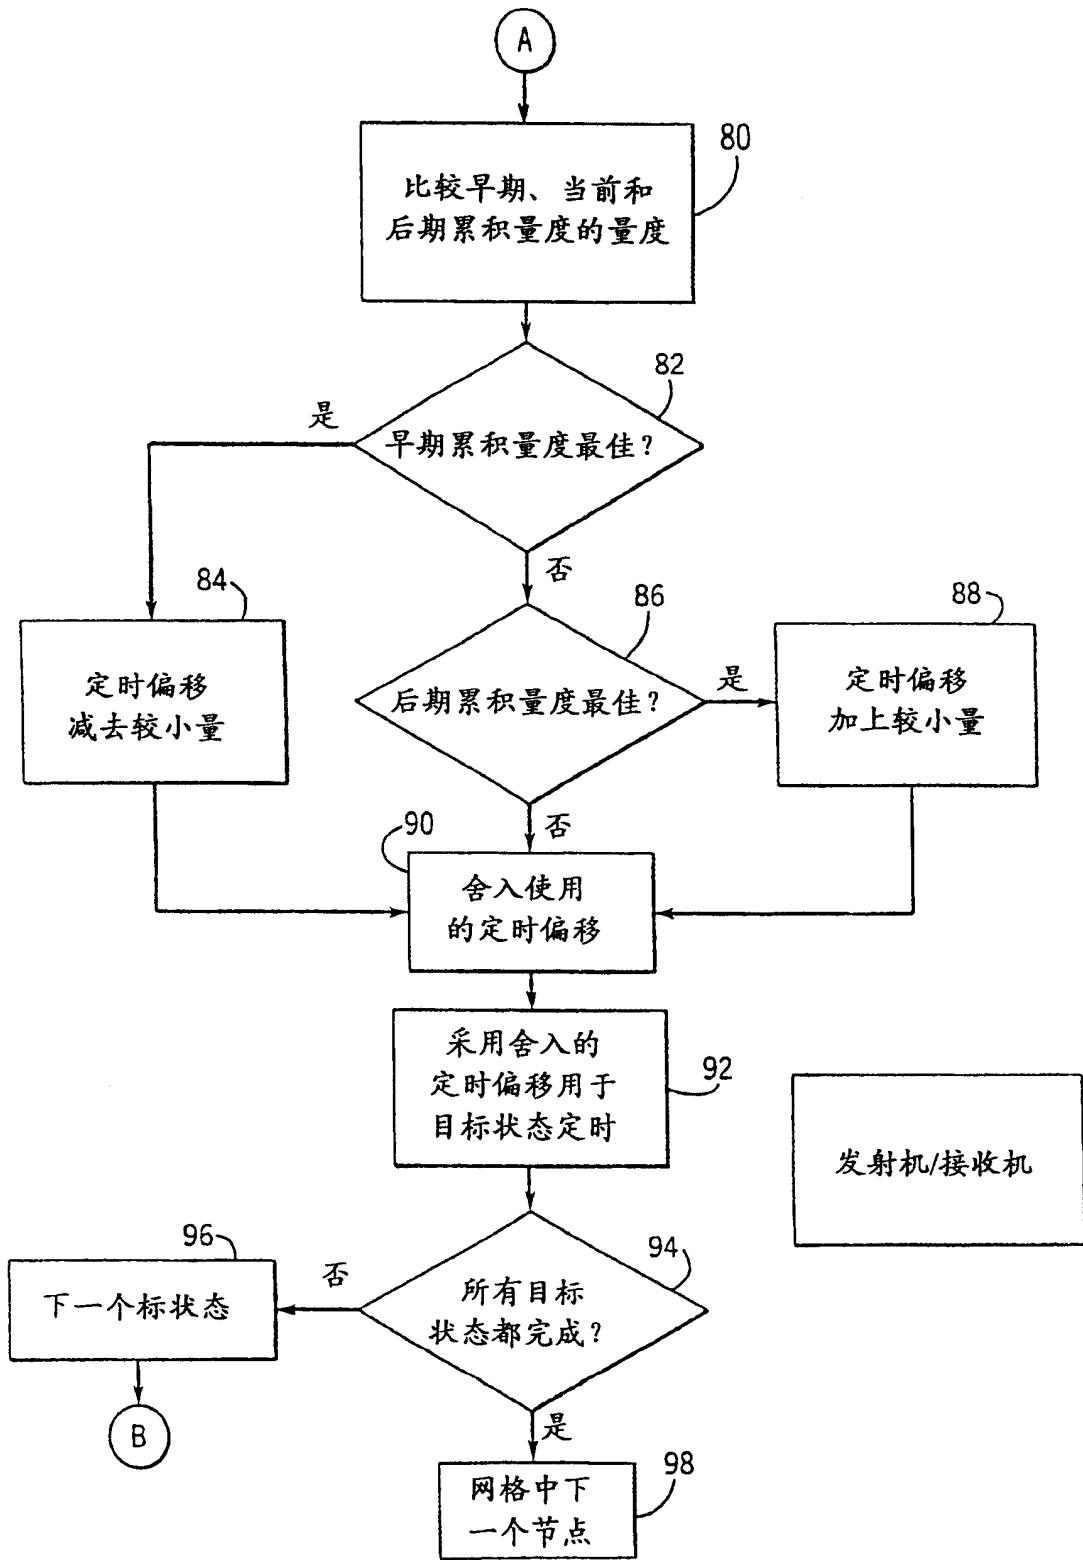 A
80
比较早期、当前和
后期累积量度的量度
82
是
早期累积量度最佳？
否
84
定时偏移
减去较小量
86
后期累积量度最佳？
是
88
定时偏移
加上较小量
否
90
舍入使用
的定时偏移
采用舍入的
定时偏移用于
目标状态定时
92
发射机/接收机
94
所有目标
状态都完成？
否
96
下一个标状态
B
是
98
网格中下
一个节点